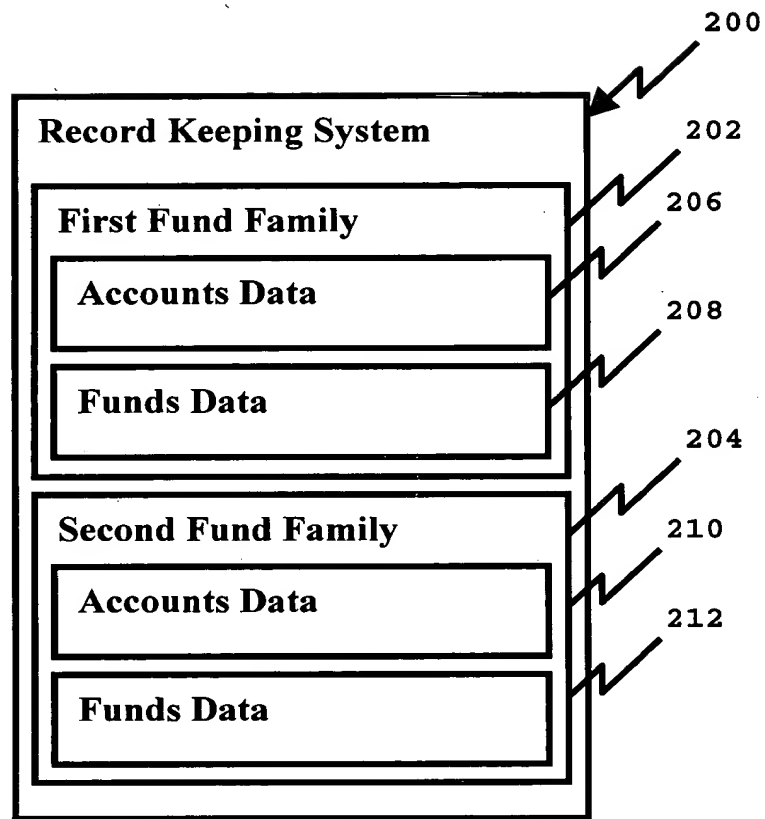 200
Record Keeping System
202
First Fund Family
206
Accounts Data
208
Funds Data
204
Second Fund Family
210
Accounts Data
212
Funds Data